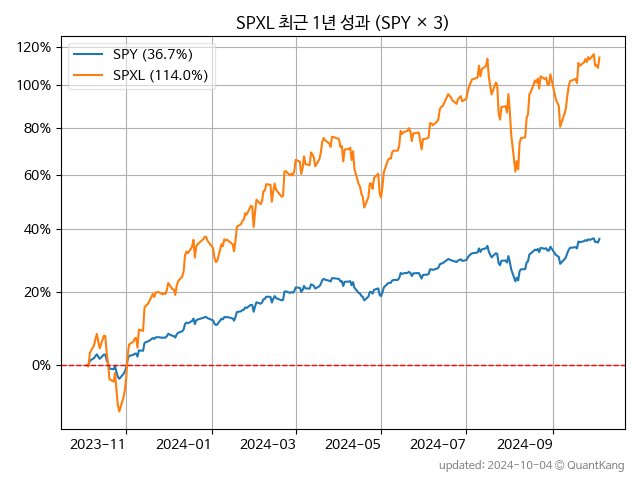 SPXL 최근 1년 성과 (SPY × 3)
SPY (36.7%)
SPXL (114.0%)
120%
100%
80%
60%
40%
20%
0%
2023-11 2024-01 2024-03 2024-05 2024-07 2024-09
updated: 2024-10-04 © QuantKang